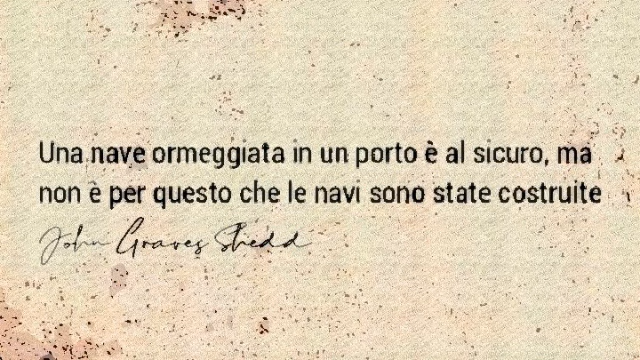 Una nave ormeggiata in un porto è al sicuro, ma
non è per questo che le navi sono state costruite
John Graves Shedd